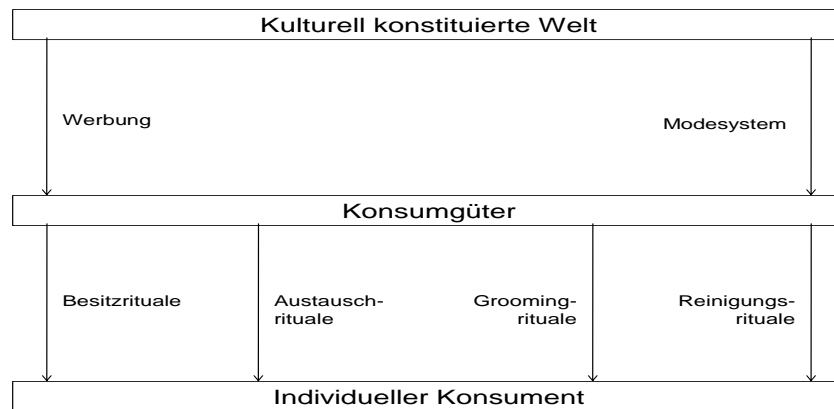 Kulturell konstituierte Welt
Werbung
Modesystem
Konsumgüter
Besitzrituale
Austausch-
rituale
Grooming-
rituale
Reinigungs-
rituale
Individueller Konsument